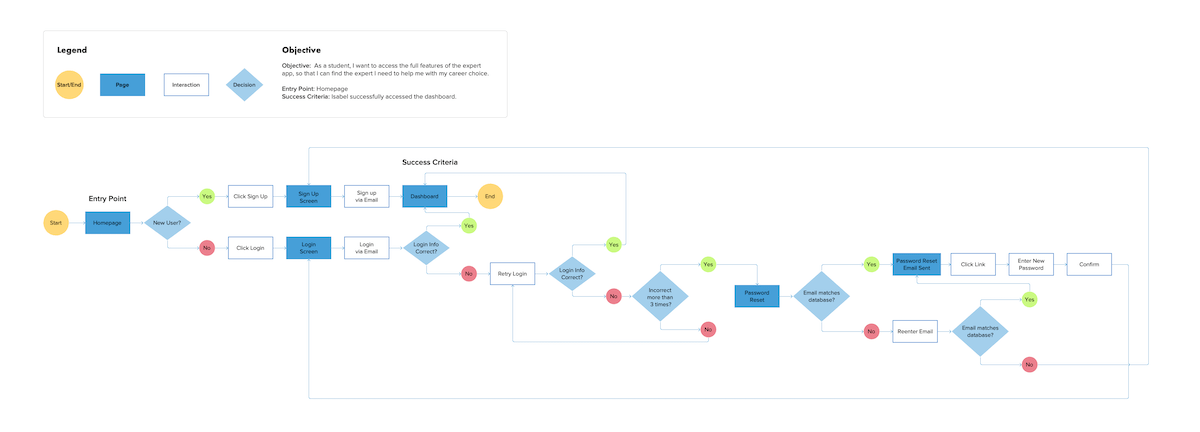 Legend
Start/End
Page
Interaction
Decision
Objective
Objective: As a student, I want to access the full features of the expert
app, so that I can find the expert I need to help me with my career choice.
Entry Point: Homepage
Success Criteria: Isabel successfully accessed the dashboard.
Success Criteria
Entry Point
Start
Homepage
New User?
Yes
Click Sign Up
Sign Up
Screen
Sign up
via Email
Dashboard
End
No
Click Login
Login
Screen
Login
via Email
Login Info
Correct?
Yes
No
Retry Login
Login Info
Correct?
Yes
No
Incorrect
more than
3 times?
Yes
No
Password
Reset
Email matches
database?
Yes
Password Reset
Email Sent
Click Link
Enter New
Password
Confirm
No
Reenter Email
Email matches
database?
Yes
No